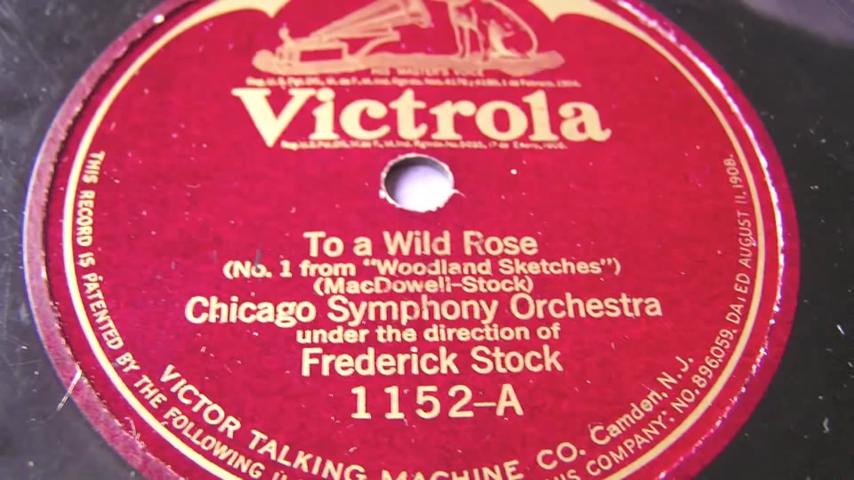 HIS MASTER'S VOICE
Victrola
To a Wild Rose
(No. 1 from "Woodland Sketches")
(MacDowell-Stock)
Chicago Symphony Orchestra
under the direction of
Frederick Stock
1152-A
VICTOR TALKING MACHINE CO. Camden, N.J.
THIS RECORD IS PATENTED BY THE FOLLOWING
COMPANY: NO. 896,059, DATED AUGUST 11, 1908.